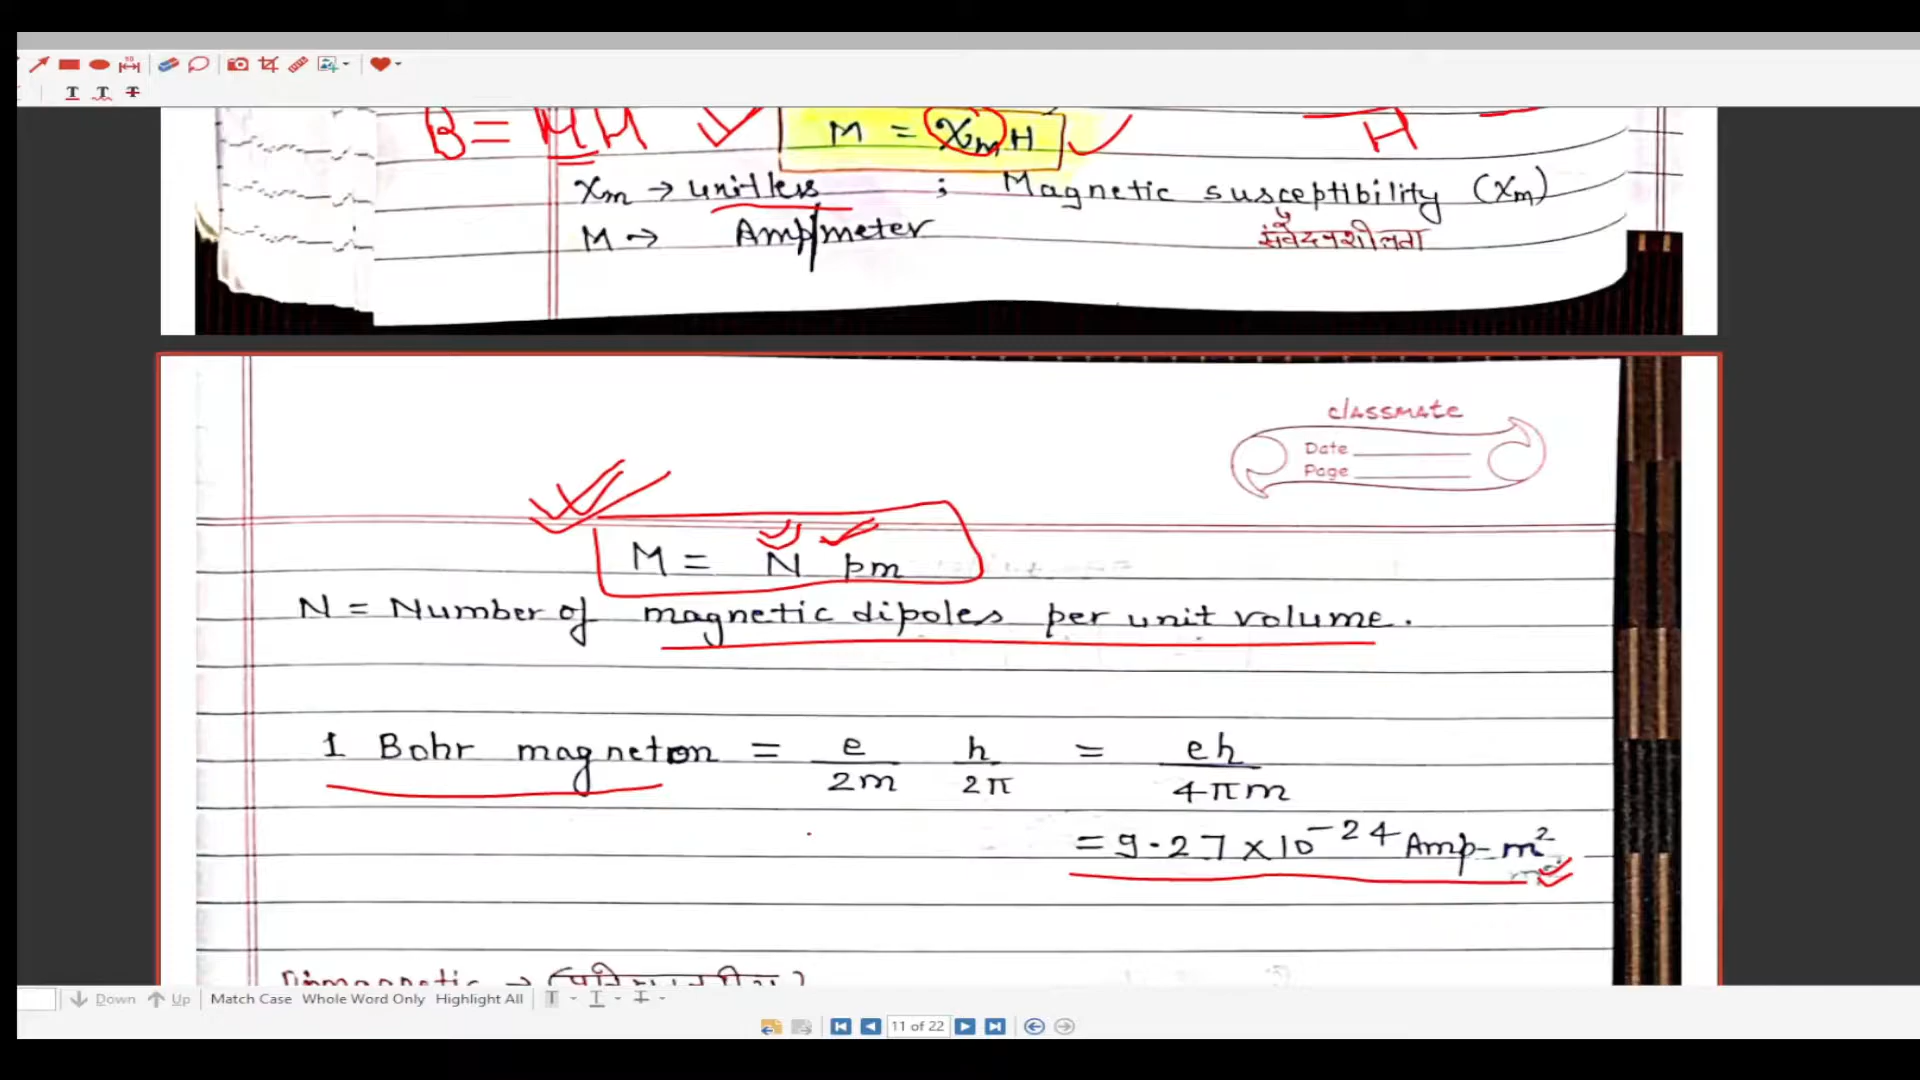 B = μH M = χm H H
χm → unitless ; Magnetic susceptibility (χm)
M → Amp/meter संवेदनशीलता
classmate
Date
Page
M = N pm
N = Number of magnetic dipoles per unit volume.
1 Bohr magneton = e/2m h/2π = eh/4πm
= 9.27 × 10⁻²⁴ Amp-m²
Down Up Match Case Whole Word Only Highlight All
11 of 22